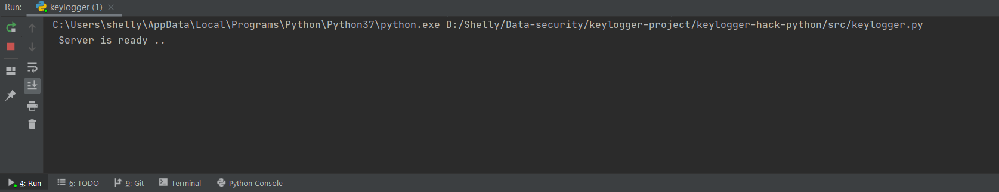 Run: keylogger (1)
C:\Users\shelly\AppData\Local\Programs\Python\Python37\python.exe D:/Shelly/Data-security/keylogger-project/keylogger-hack-python/src/keylogger.py
Server is ready ..
4: Run 6: TODO 9: Git Terminal Python Console